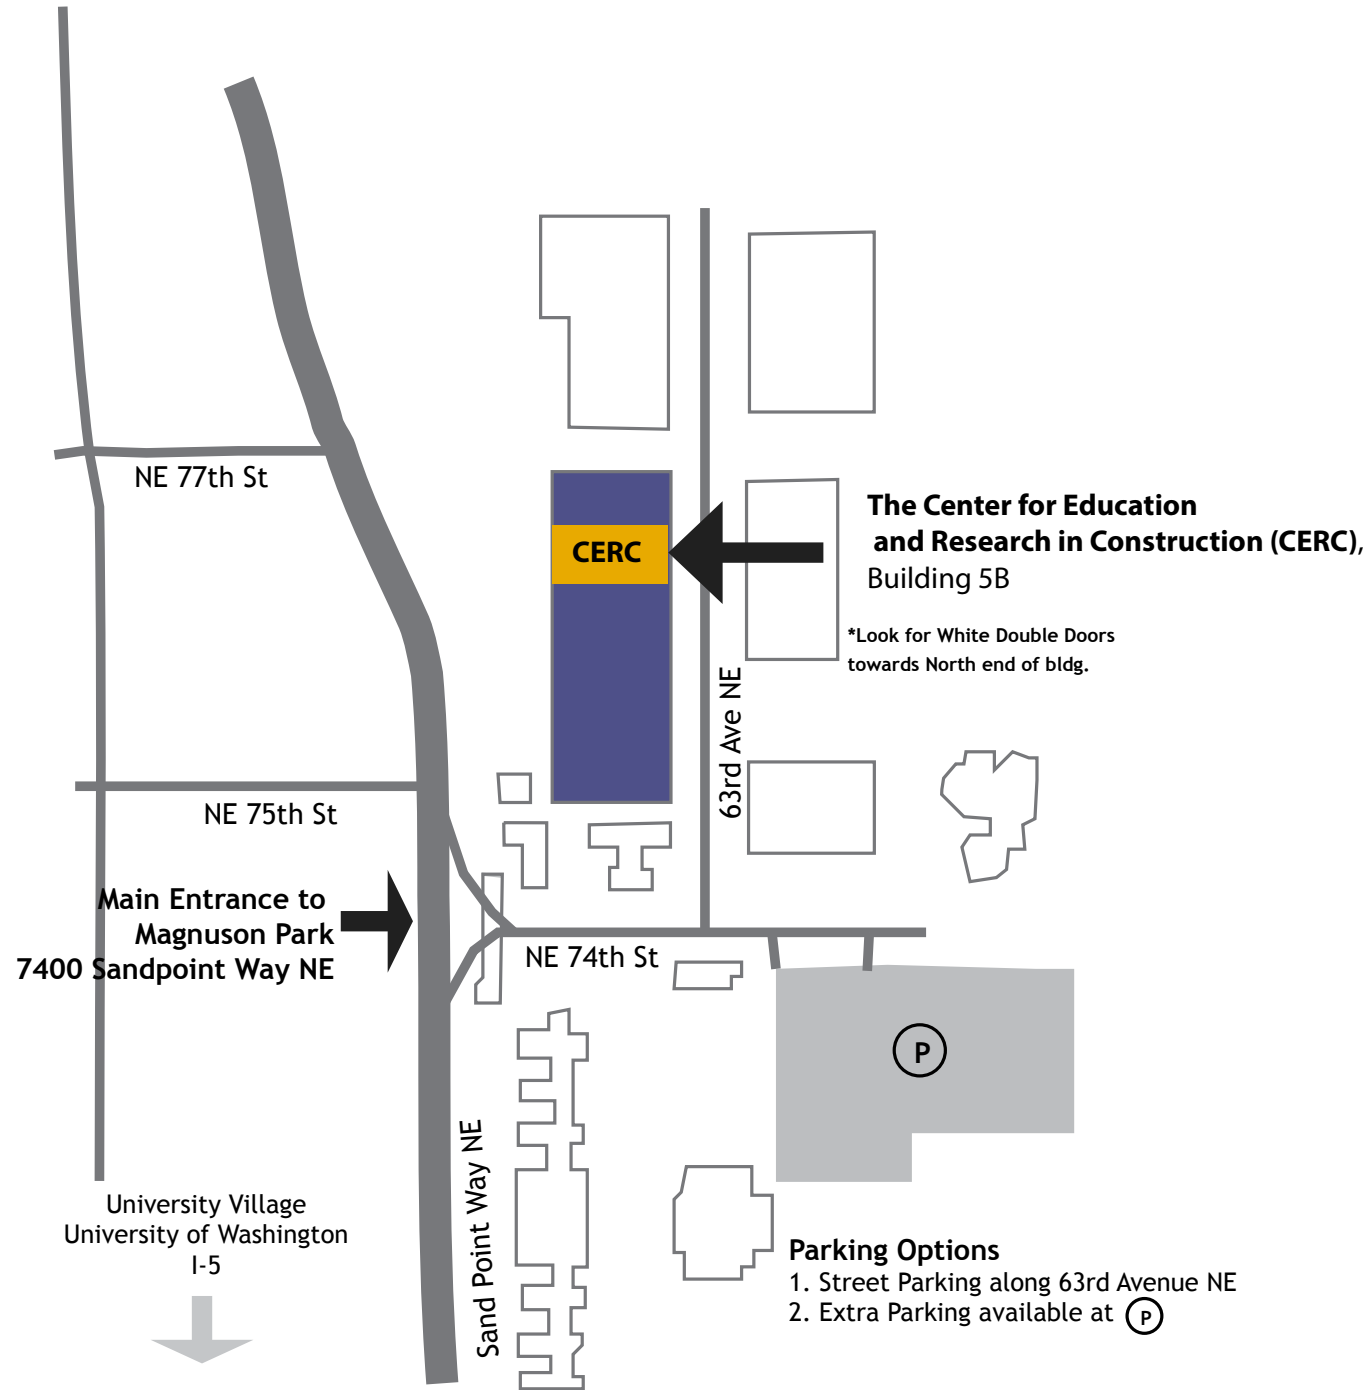 NE 77th St
CERC
The Center for Education
and Research in Construction (CERC),
Building 5B
*Look for White Double Doors
towards North end of bldg.
63rd Ave NE
NE 75th St
Main Entrance to
Magnuson Park
7400 Sandpoint Way NE
NE 74th St
P
Sand Point Way NE
University Village
University of Washington
I-5
Parking Options
1. Street Parking along 63rd Avenue NE
2. Extra Parking available at P